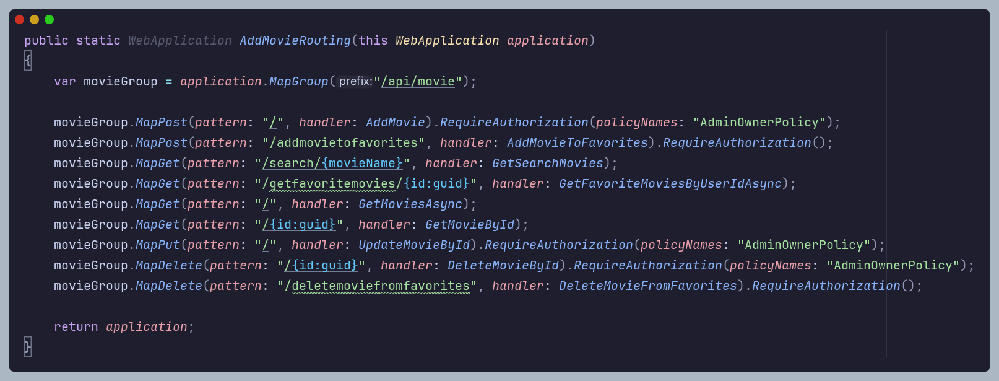 public static WebApplication AddMovieRouting(this WebApplication application)
{
    var movieGroup = application.MapGroup(prefix:"/api/movie");

    movieGroup.MapPost(pattern: "/", handler: AddMovie).RequireAuthorization(policyNames: "AdminOwnerPolicy");
    movieGroup.MapPost(pattern: "/addmovietofavorites", handler: AddMovieToFavorites).RequireAuthorization();
    movieGroup.MapGet(pattern: "/search/{movieName}", handler: GetSearchMovies);
    movieGroup.MapGet(pattern: "/getfavoritemovies/{id:guid}", handler: GetFavoriteMoviesByUserIdAsync);
    movieGroup.MapGet(pattern: "/", handler: GetMoviesAsync);
    movieGroup.MapGet(pattern: "/{id:guid}", handler: GetMovieById);
    movieGroup.MapPut(pattern: "/", handler: UpdateMovieById).RequireAuthorization(policyNames: "AdminOwnerPolicy");
    movieGroup.MapDelete(pattern: "/{id:guid}", handler: DeleteMovieById).RequireAuthorization(policyNames: "AdminOwnerPolicy");
    movieGroup.MapDelete(pattern: "/deletemoviefromfavorites", handler: DeleteMovieFromFavorites).RequireAuthorization();

    return application;
}